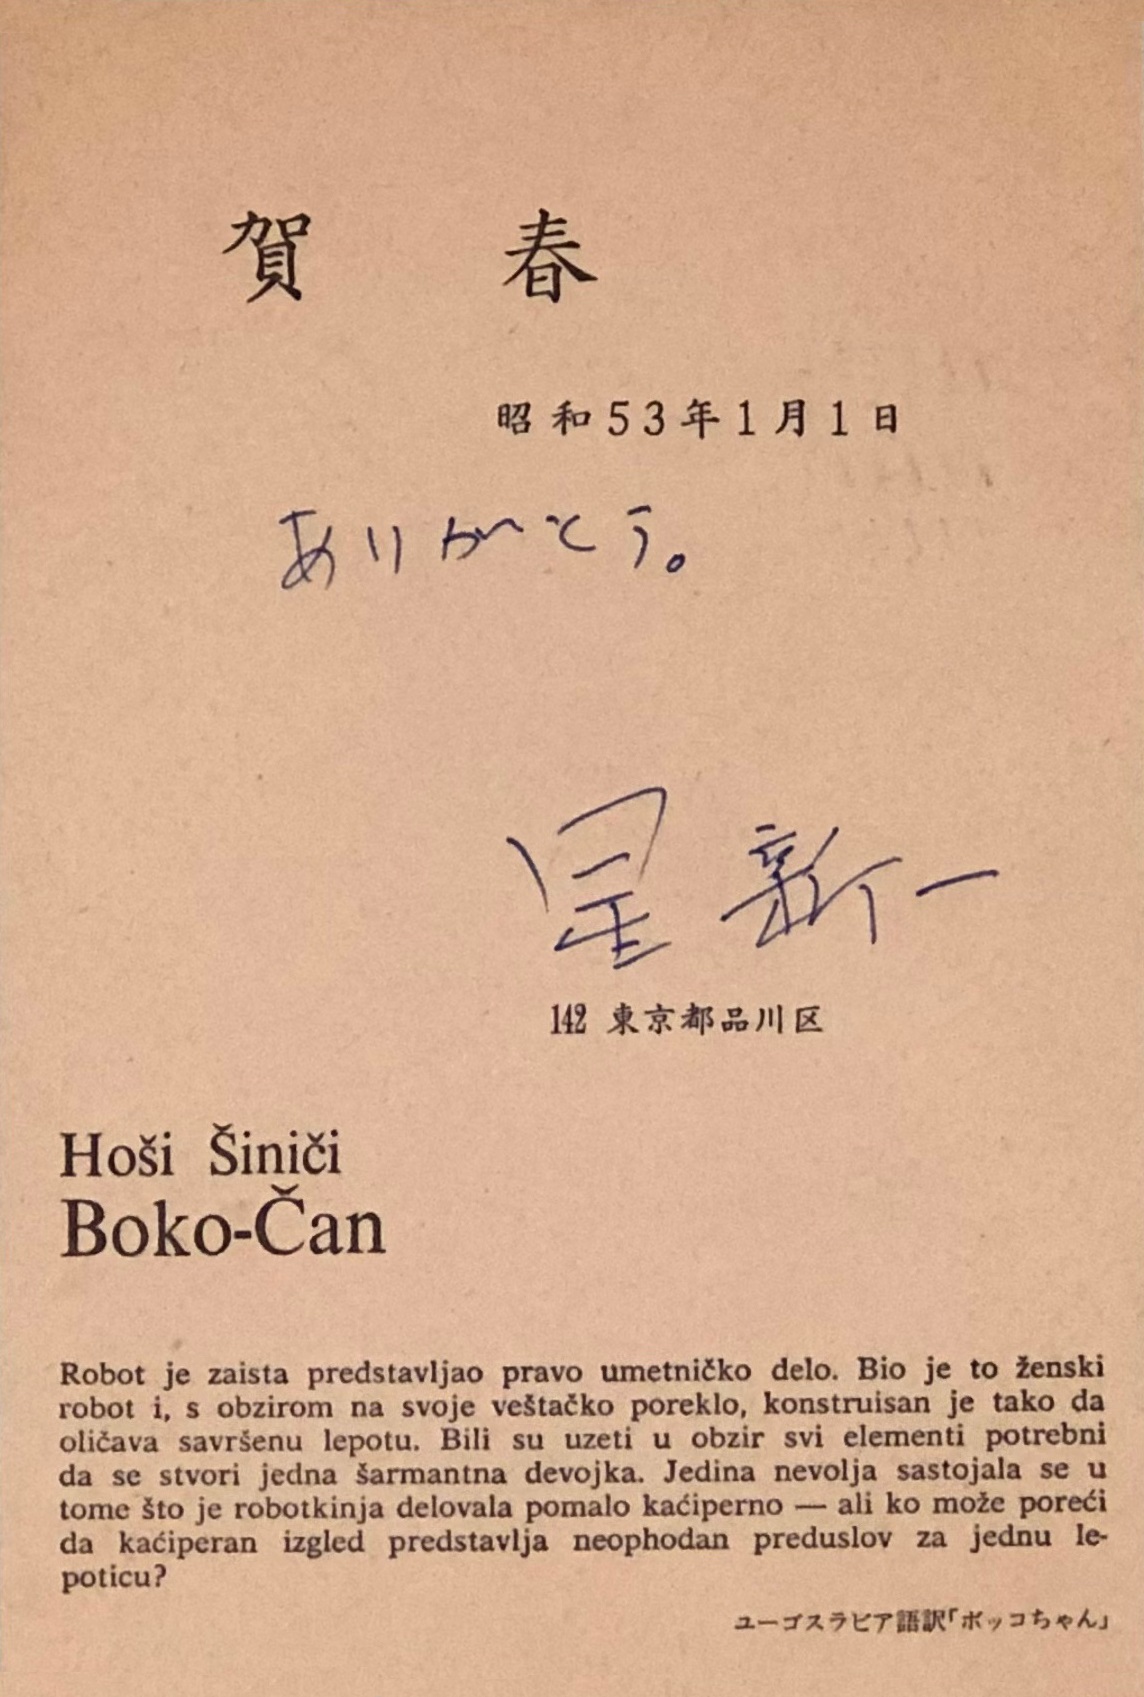 賀春
昭和53年1月1日
ありがとう。
星新一
142 東京都品川区
Hoši Šiniči
Boko-Čan
Robot je zaista predstavljao pravo umetničko delo. Bio je to ženski
robot i, s obzirom na svoje veštačko poreklo, konstruisan je tako da
oličava savršenu lepotu. Bili su uzeti u obzir svi elementi potrebni
da se stvori jedna šarmantna devojka. Jedina nevolja sastojala se u
tome što je robotkinja delovala pomalo kaćiperno — ali ko može poreći
da kaćiperan izgled predstavlja neophodan preduslov za jednu le-
poticu?
ユーゴスラビア語訳「ボッコちゃん」